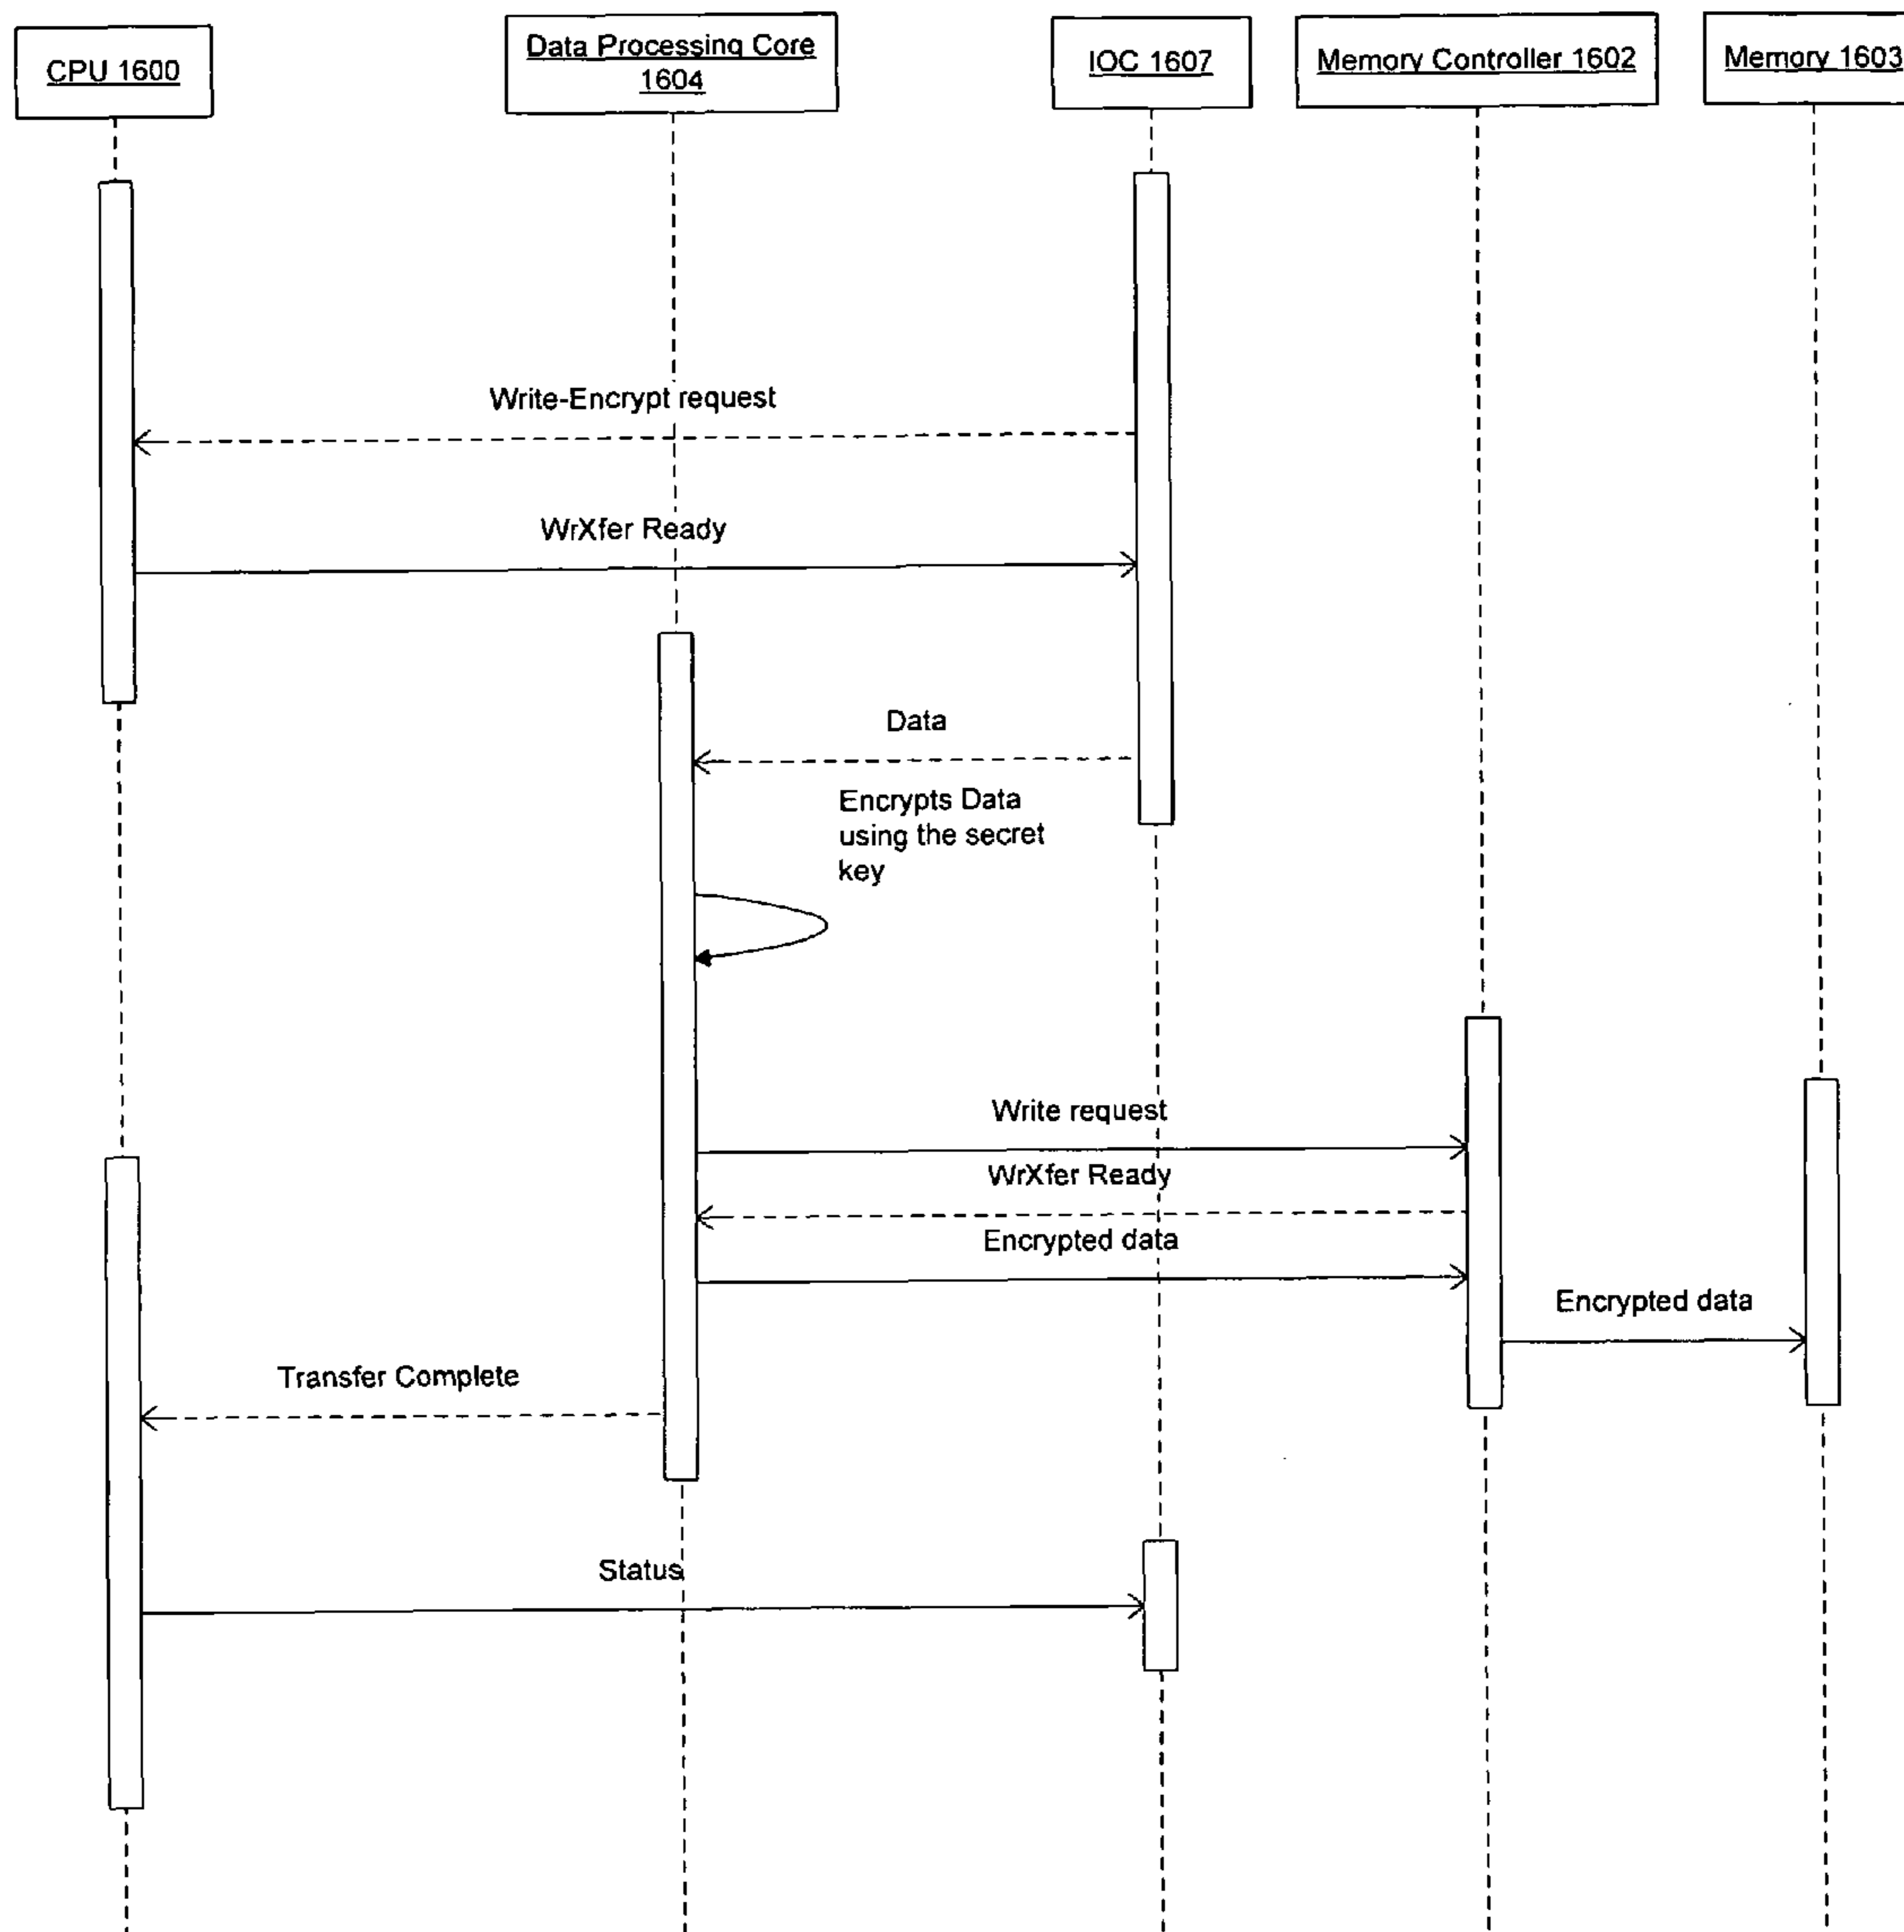 CPU 1600
Data Processing Core
1604
IOC 1607
Memory Controller 1602
Memory 1603
Write-Encrypt request
WrXfer Ready
Data
Encrypts Data
using the secret
key
Write request
WrXfer Ready
Encrypted data
Encrypted data
Transfer Complete
Status